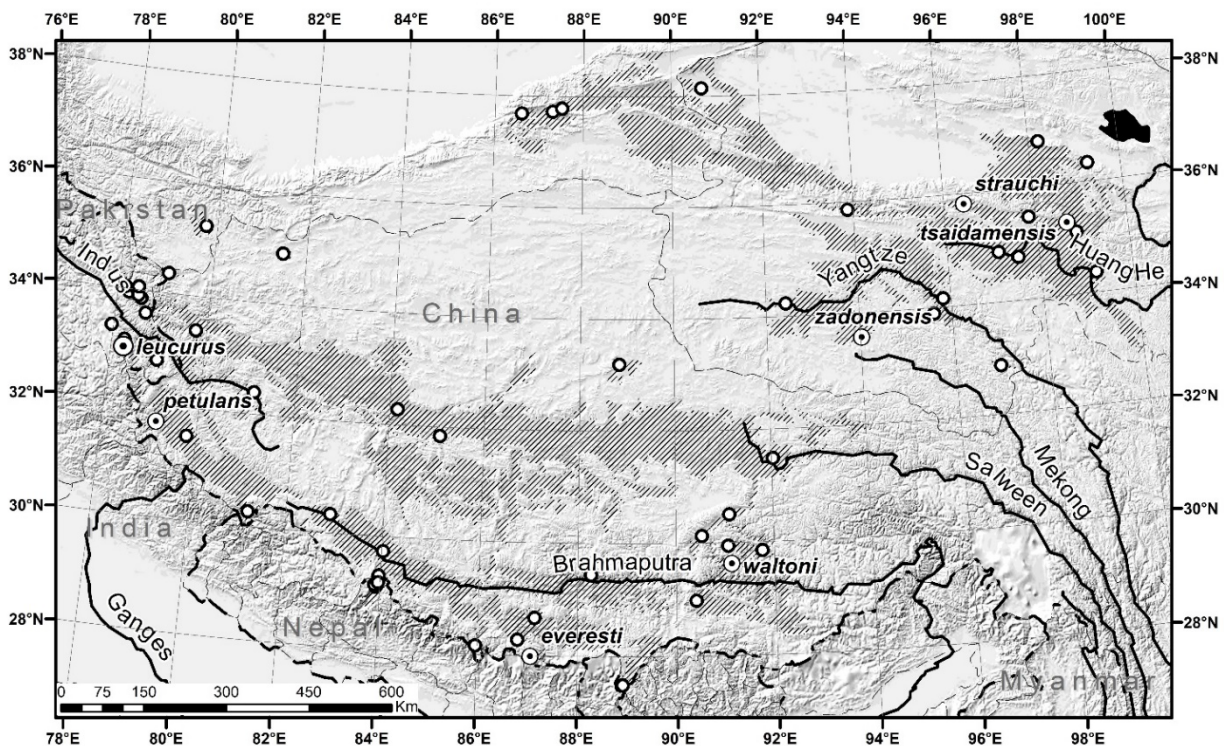 78°E 80°E 82°E 84°E 86°E 88°E 90°E 92°E 94°E 96°E 98°E 100°E
38°N 38°N
36°N 36°N
strauchi
Pakistan
tsaidamensis
Indus
HuangHe
Yangtze
34°N 34°N
China
zadonensis
leucurus
32°N 32°N
petulans
Salween
Mekong
30°N 30°N
India
Brahmaputra
waltoni
28°N 28°N
Ganges
Nepal
everesti
Myanmar
0 75 150 300 450 600
Km
78°E 80°E 82°E 84°E 86°E 88°E 90°E 92°E 94°E 96°E 98°E